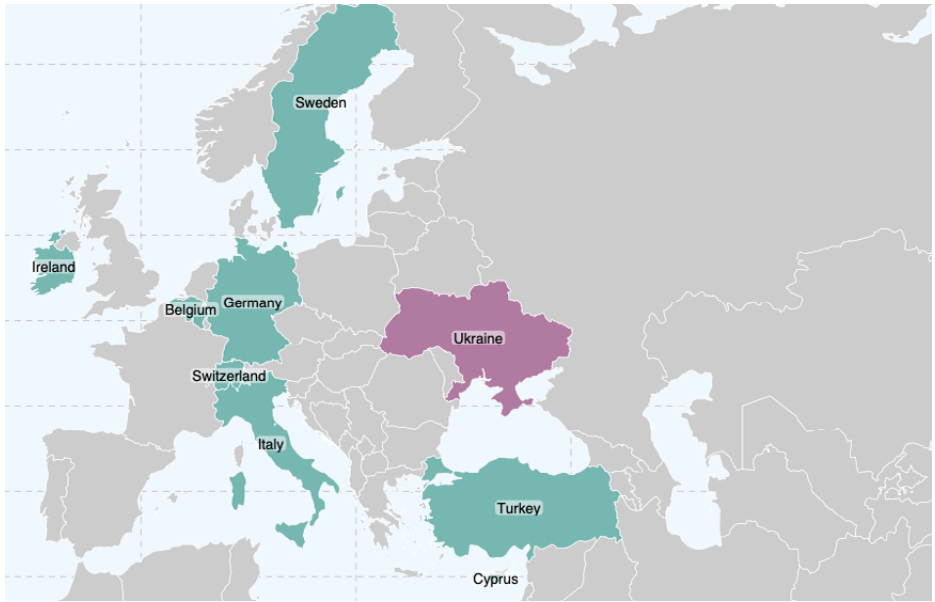 Sweden
Ireland
Germany
Belgium
Ukraine
Switzerland
Italy
Turkey
Cyprus